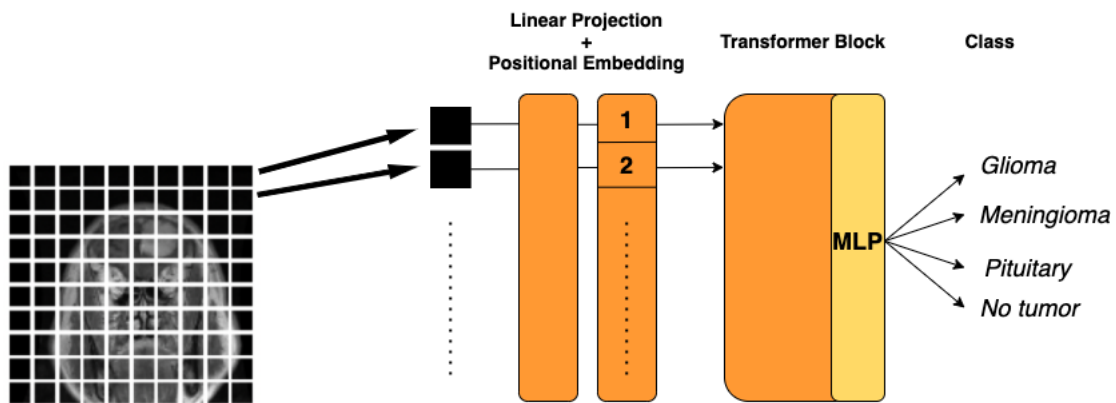 Linear Projection
+
Positional Embedding
Transformer Block
Class
1
2
MLP
Glioma
Meningioma
Pituitary
No tumor